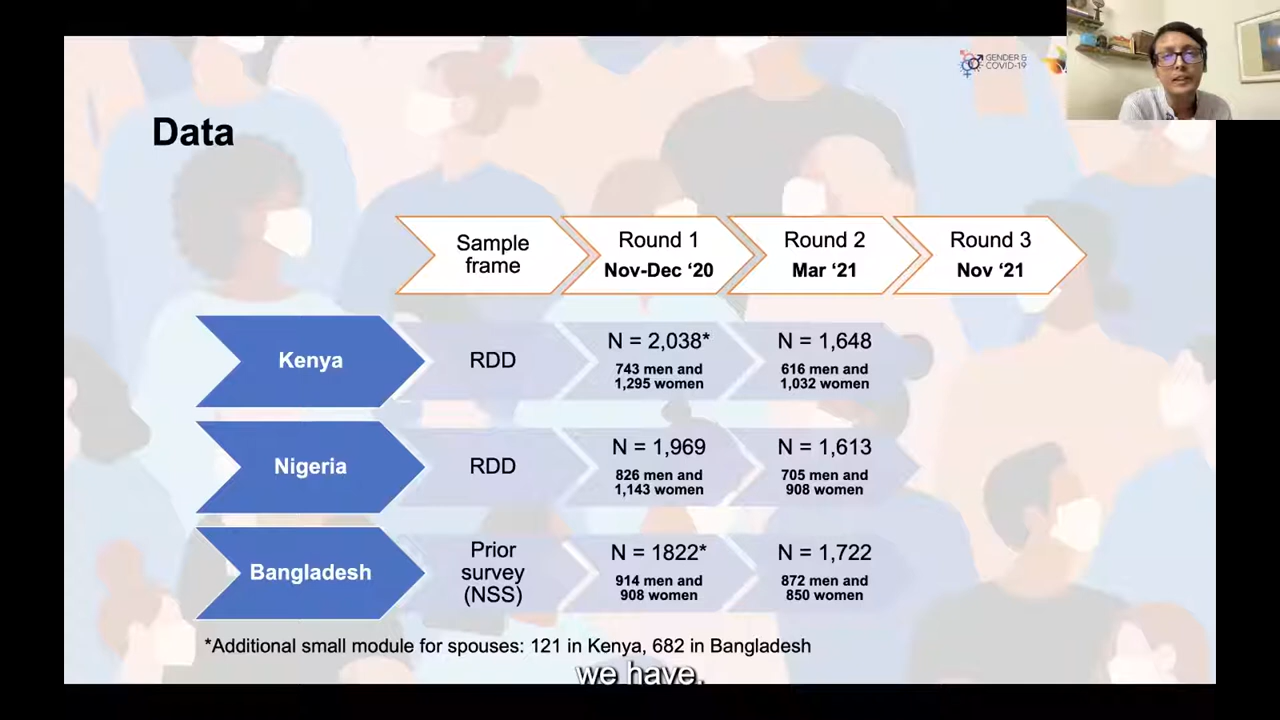 GENDER &
COVID-19
Data
Sample
frame
Round 1
Nov-Dec ‘20
Round 2
Mar ‘21
Round 3
Nov ‘21
Kenya
RDD
N = 2,038*
743 men and
1,295 women
N = 1,648
616 men and
1,032 women
Nigeria
RDD
N = 1,969
826 men and
1,143 women
N = 1,613
705 men and
908 women
Bangladesh
Prior
survey
(NSS)
N = 1822*
914 men and
908 women
N = 1,722
872 men and
850 women
*Additional small module for spouses: 121 in Kenya, 682 in Bangladesh
we have.